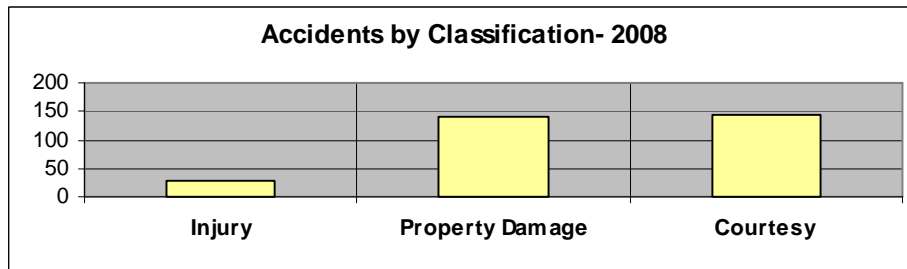 Accidents by Classification- 2008
200
150
100
50
0
Injury Property Damage Courtesy